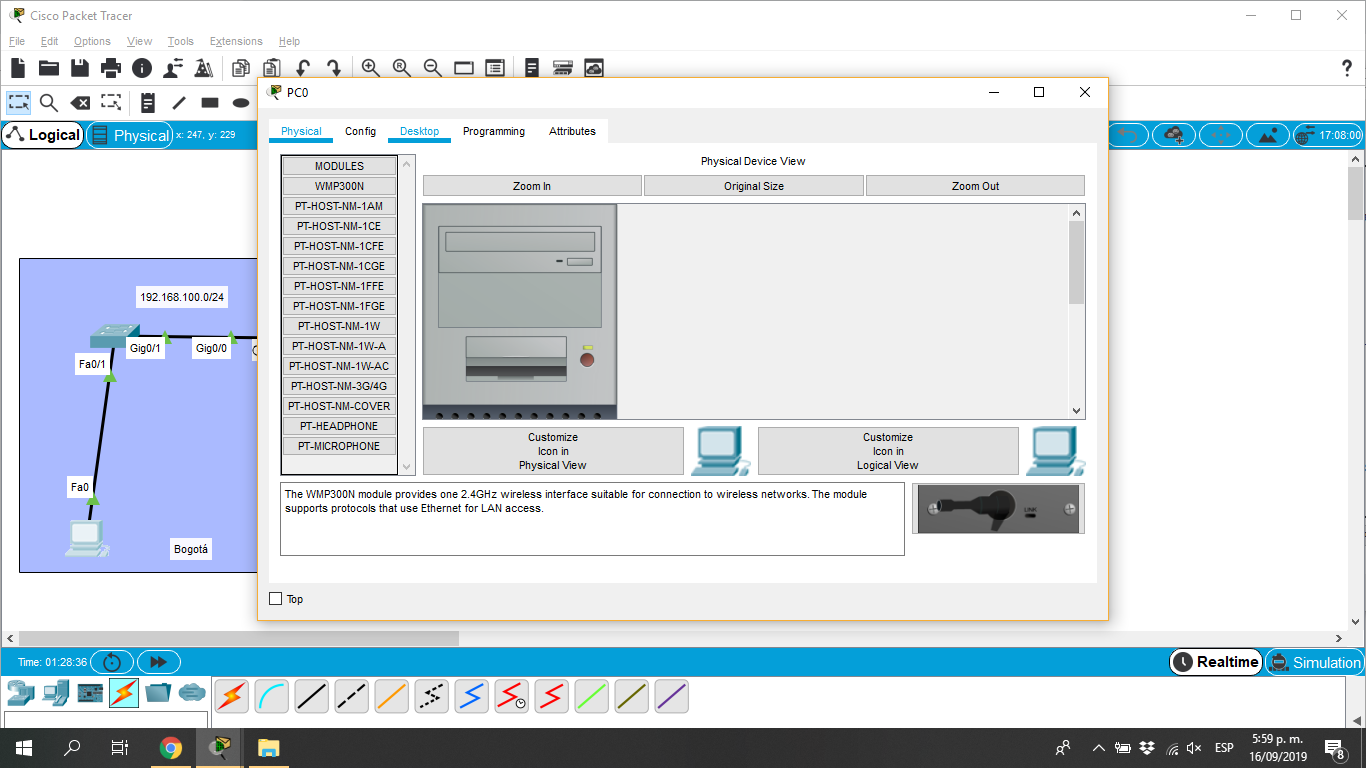 Cisco Packet Tracer
File Edit Options View Tools Extensions Help
?
PC0
Physical Config Desktop Programming Attributes
Logical Physical x: 247, y: 229
17:08:00
MODULES
WMP300N
PT-HOST-NM-1AM
PT-HOST-NM-1CE
PT-HOST-NM-1CFE
PT-HOST-NM-1CGE
PT-HOST-NM-1FFE
PT-HOST-NM-1FGE
PT-HOST-NM-1W
PT-HOST-NM-1W-A
PT-HOST-NM-1W-AC
PT-HOST-NM-3G/4G
PT-HOST-NM-COVER
PT-HEADPHONE
PT-MICROPHONE
Physical Device View
Zoom In Original Size Zoom Out
Customize
Icon in
Physical View
Customize
Icon in
Logical View
The WMP300N module provides one 2.4GHz wireless interface suitable for connection to wireless networks. The module
supports protocols that use Ethernet for LAN access.
LINK
Top
192.168.100.0/24
Gig0/1 Gig0/0
Fa0/1
Fa0
Bogotá
Time: 01:28:36
Realtime Simulation
ESP
5:59 p. m.
16/09/2019
8